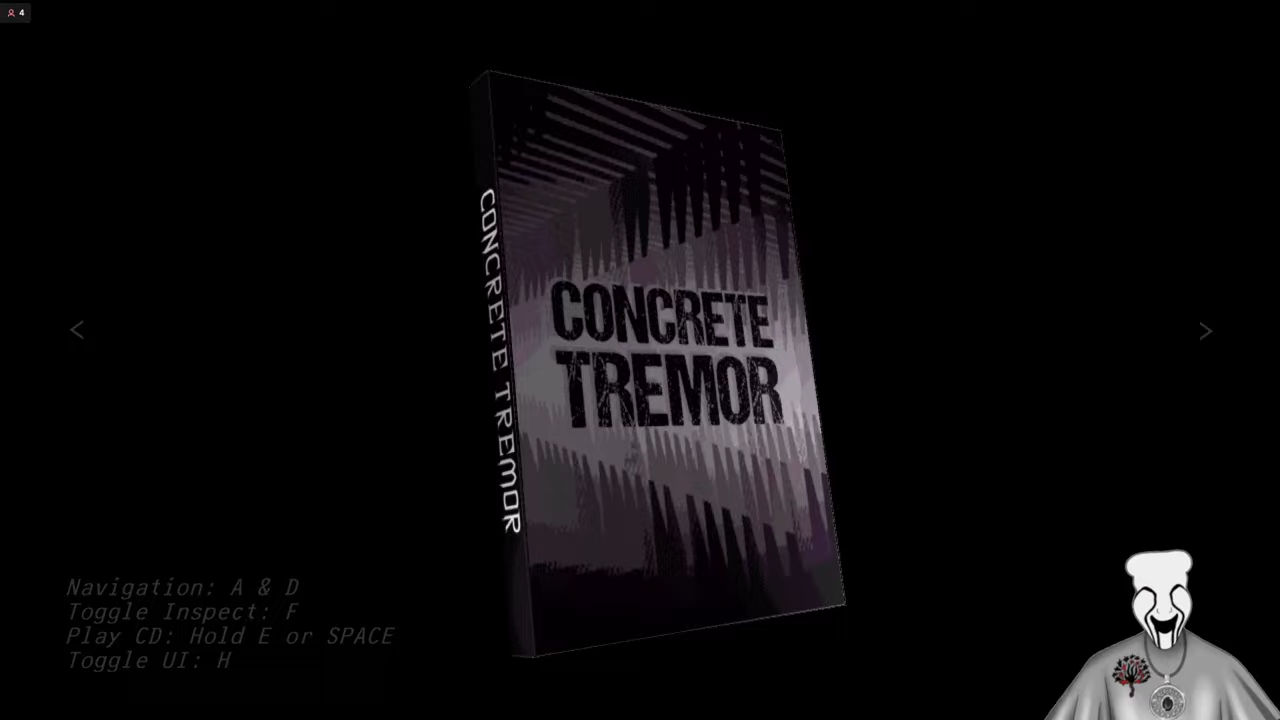 4
CONCRETE TREMOR
CONCRETE
TREMOR
Navigation: A & D
Toggle Inspect: F
Play CD: Hold E or SPACE
Toggle UI: H